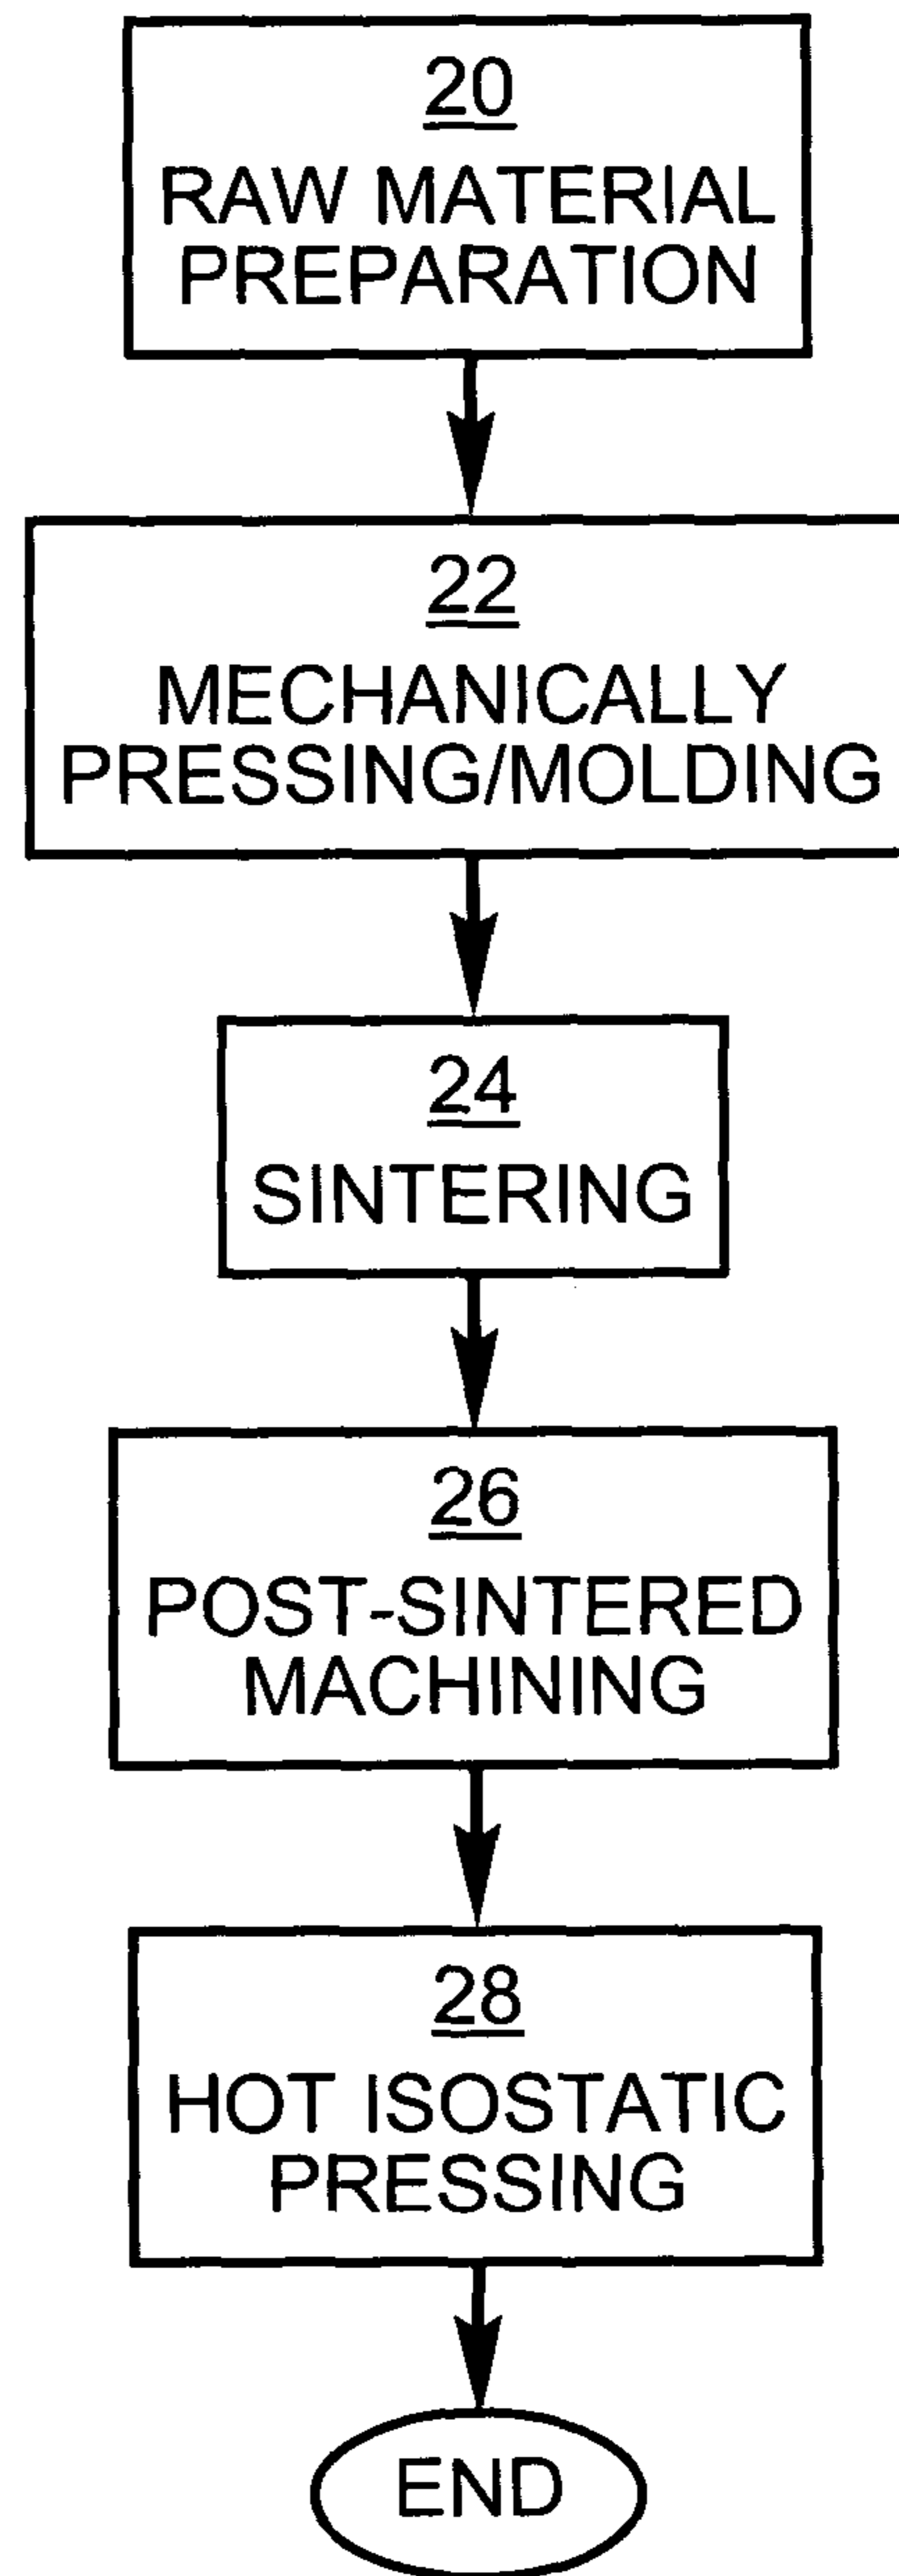 20
RAW MATERIAL
PREPARATION
22
MECHANICALLY
PRESSING/MOLDING
24
SINTERING
26
POST-SINTERED
MACHINING
28
HOT ISOSTATIC
PRESSING
END